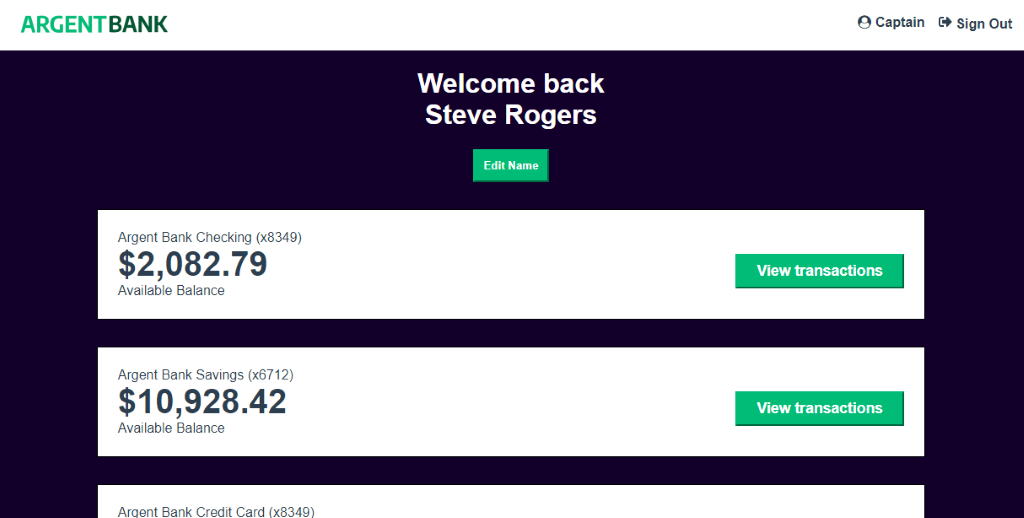 ARGENTBANK
Captain
Sign Out
Welcome back
Steve Rogers
Edit Name
Argent Bank Checking (x8349)
$2,082.79
Available Balance
View transactions
Argent Bank Savings (x6712)
$10,928.42
Available Balance
View transactions
Argent Bank Credit Card (x8349)